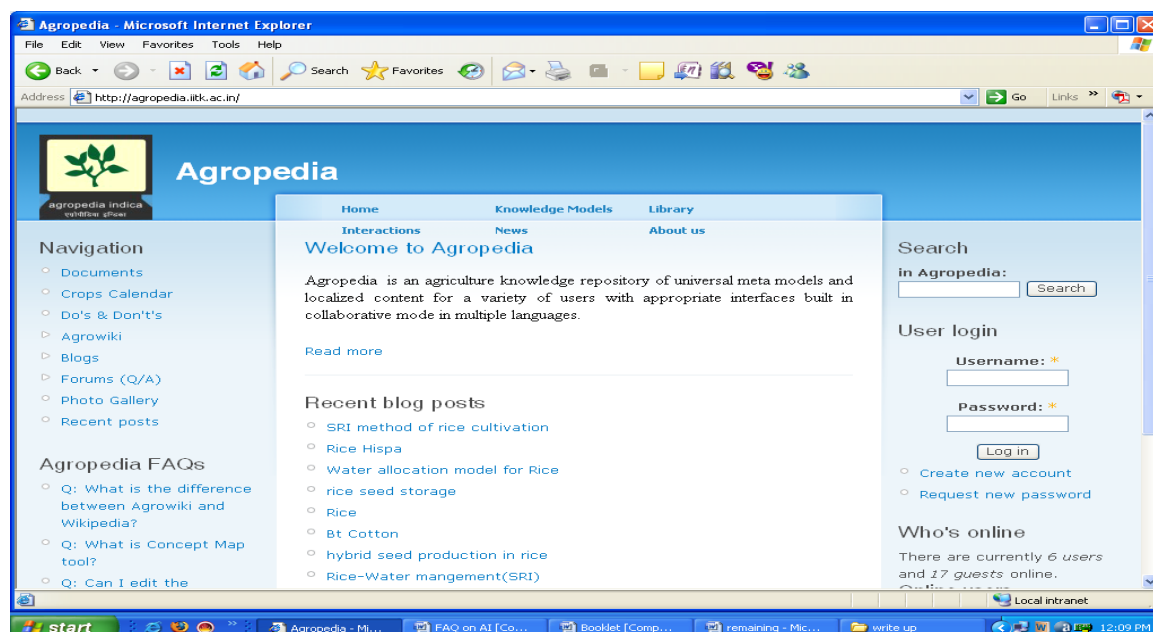 Agropedia - Microsoft Internet Explorer
File Edit View Favorites Tools Help
Back Search Favorites
Address http://agropedia.iitk.ac.in/ Go Links »
Agropedia
agropedia indica
एग्रोपीडिया इण्डिका
Home Knowledge Models Library
Interactions News About us
Navigation
Documents
Crops Calendar
Do's & Don't's
Agrowiki
Blogs
Forums (Q/A)
Photo Gallery
Recent posts
Agropedia FAQs
Q: What is the difference
between Agrowiki and
Wikipedia?
Q: What is Concept Map
tool?
Q: Can I edit the
Welcome to Agropedia
Agropedia is an agriculture knowledge repository of universal meta models and
localized content for a variety of users with appropriate interfaces built in
collaborative mode in multiple languages.
Read more
Recent blog posts
SRI method of rice cultivation
Rice Hispa
Water allocation model for Rice
rice seed storage
Rice
Bt Cotton
hybrid seed production in rice
Rice-Water mangement(SRI)
Search
in Agropedia:
Search
User login
Username: *
Password: *
Log in
Create new account
Request new password
Who's online
There are currently 6 users
and 17 guests online.
Online users
Local intranet
start » Agropedia - Mi... FAQ on AI [Co... Booklet [Comp... remaining - Mic... write up 12:09 PM